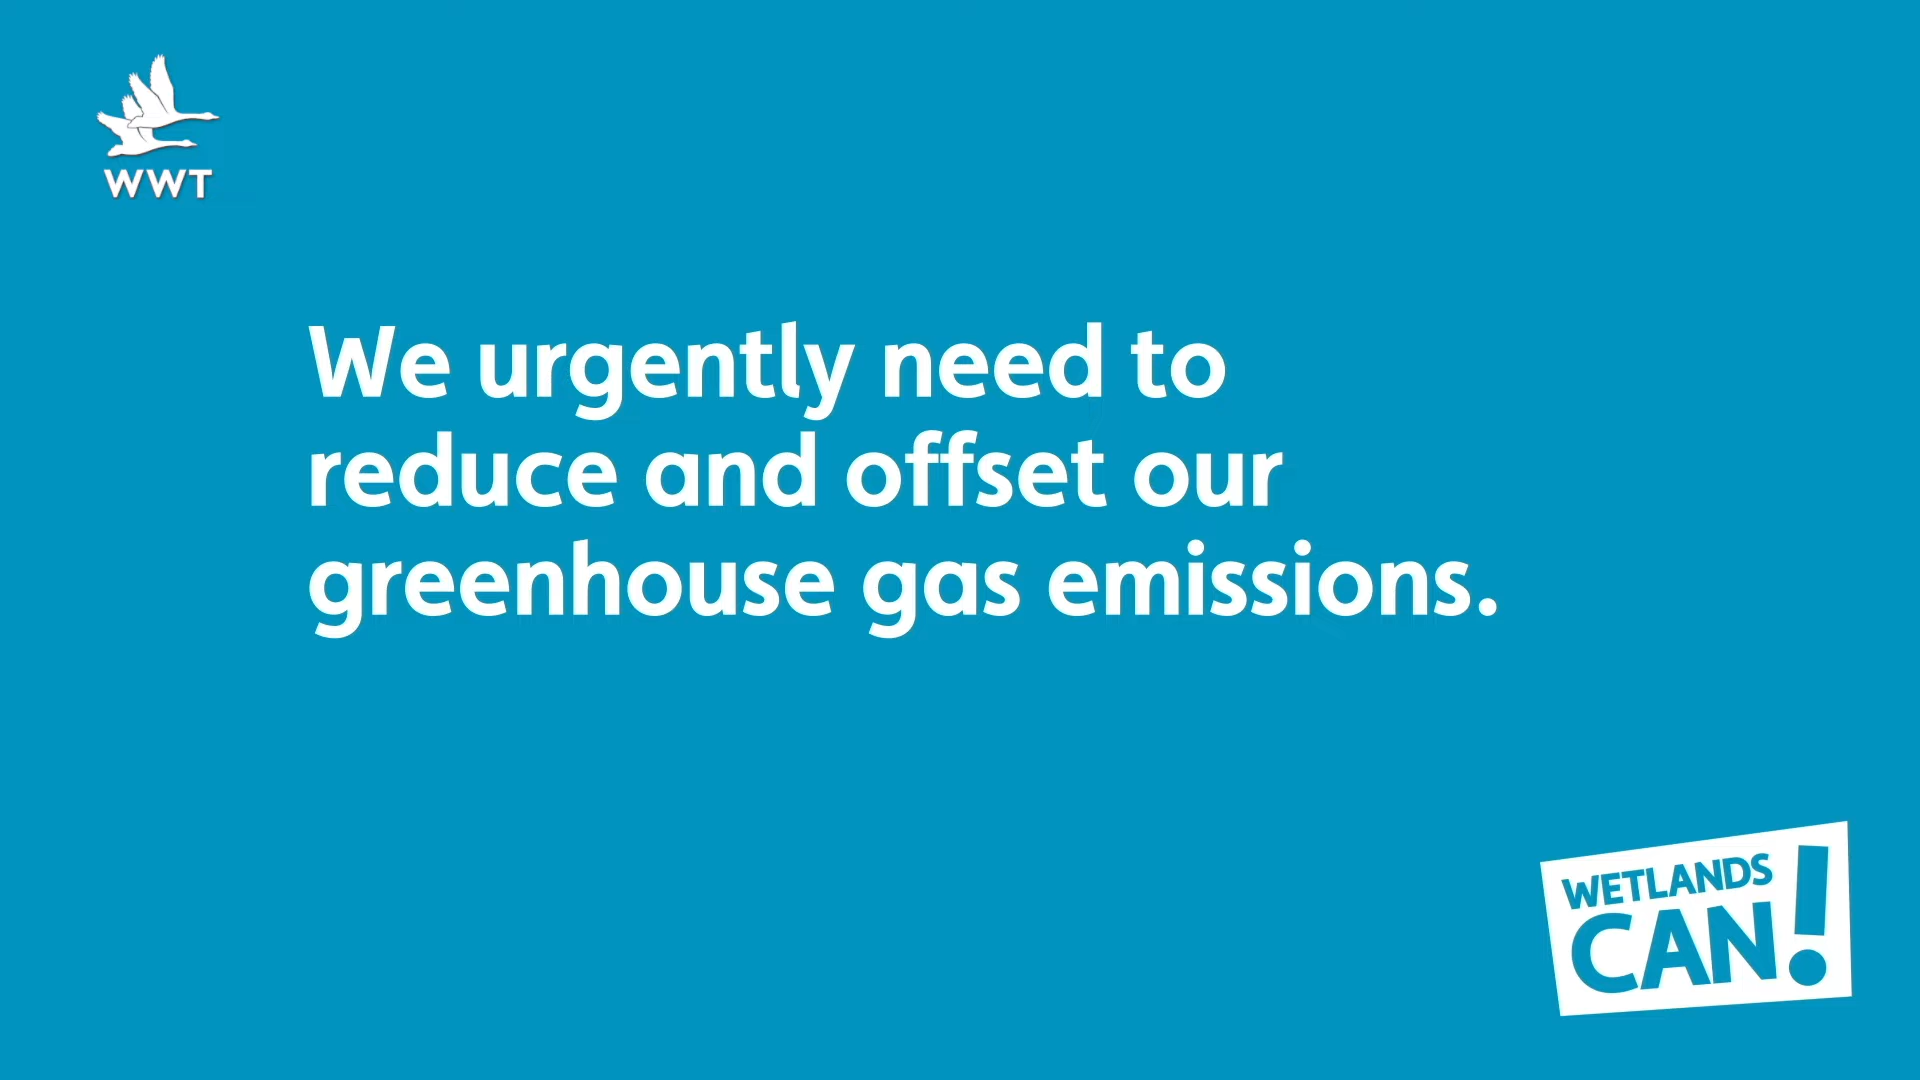 WWT
We urgently need to
reduce and offset our
greenhouse gas emissions.
WETLANDS
CAN!